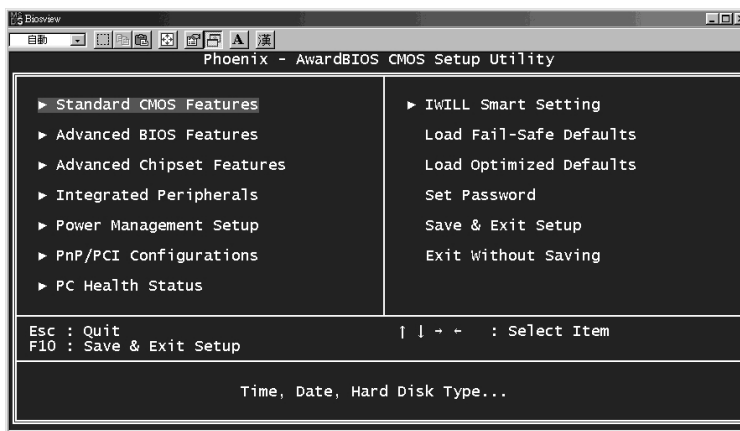 Biosview
自動
A 漢
Phoenix - AwardBIOS CMOS Setup Utility
▶ Standard CMOS Features
▶ Advanced BIOS Features
▶ Advanced Chipset Features
▶ Integrated Peripherals
▶ Power Management Setup
▶ PnP/PCI Configurations
▶ PC Health Status
▶ IWILL Smart Setting
Load Fail-Safe Defaults
Load Optimized Defaults
Set Password
Save & Exit Setup
Exit Without Saving
Esc : Quit
F10 : Save & Exit Setup
↑ ↓ → ← : Select Item
Time, Date, Hard Disk Type...